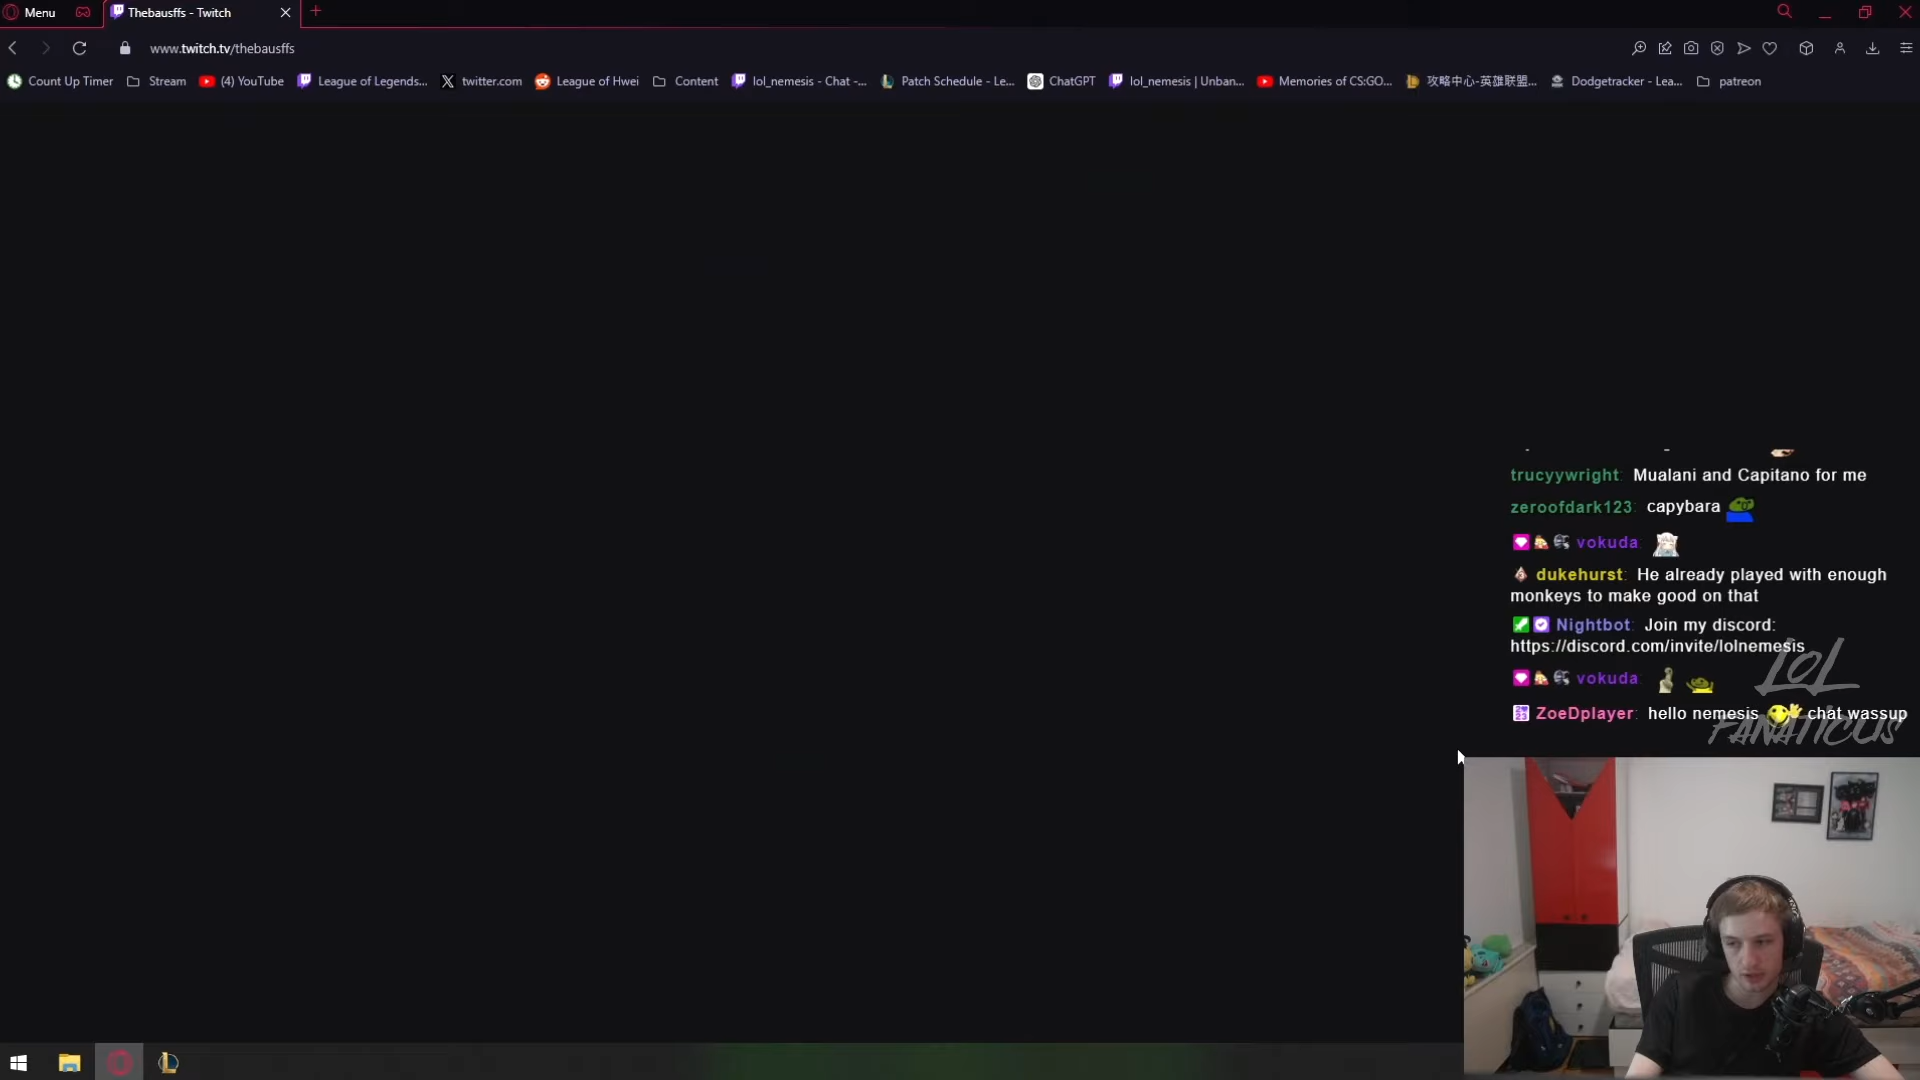 Menu
Thebausffs - Twitch
www.twitch.tv/thebausffs
Count Up Timer
Stream
(4) YouTube
League of Legends...
twitter.com
League of Hwei
Content
lol_nemesis - Chat -...
Patch Schedule - Le...
ChatGPT
lol_nemesis | Unban...
Memories of CS:GO...
攻略中心-英雄联盟...
Dodgetracker - Lea...
patreon
trucyywright: Mualani and Capitano for me
zeroofdark123: capybara
vokuda:
dukehurst: He already played with enough
monkeys to make good on that
Nightbot: Join my discord:
https://discord.com/invite/lolnemesis
vokuda:
ZoeDplayer: hello nemesis chat wassup
LoL
FANATICUS